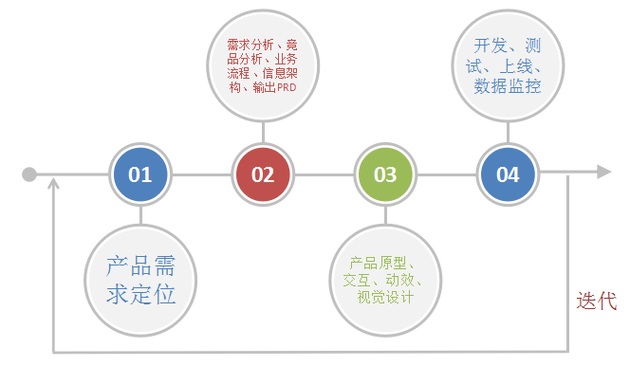 需求分析、竟
品分析、业务
流程、信息架
构、输出PRD
开发、测
试、上线、
数据监控
01
02
03
04
产品需
求定位
产品原型、
交互、动效、
视觉设计
迭代